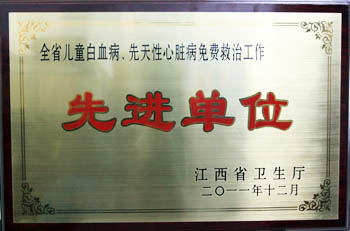 全省儿童白血病、先天性心脏病免费救治工作
先进单位
江西省卫生厅
二〇一一年十二月